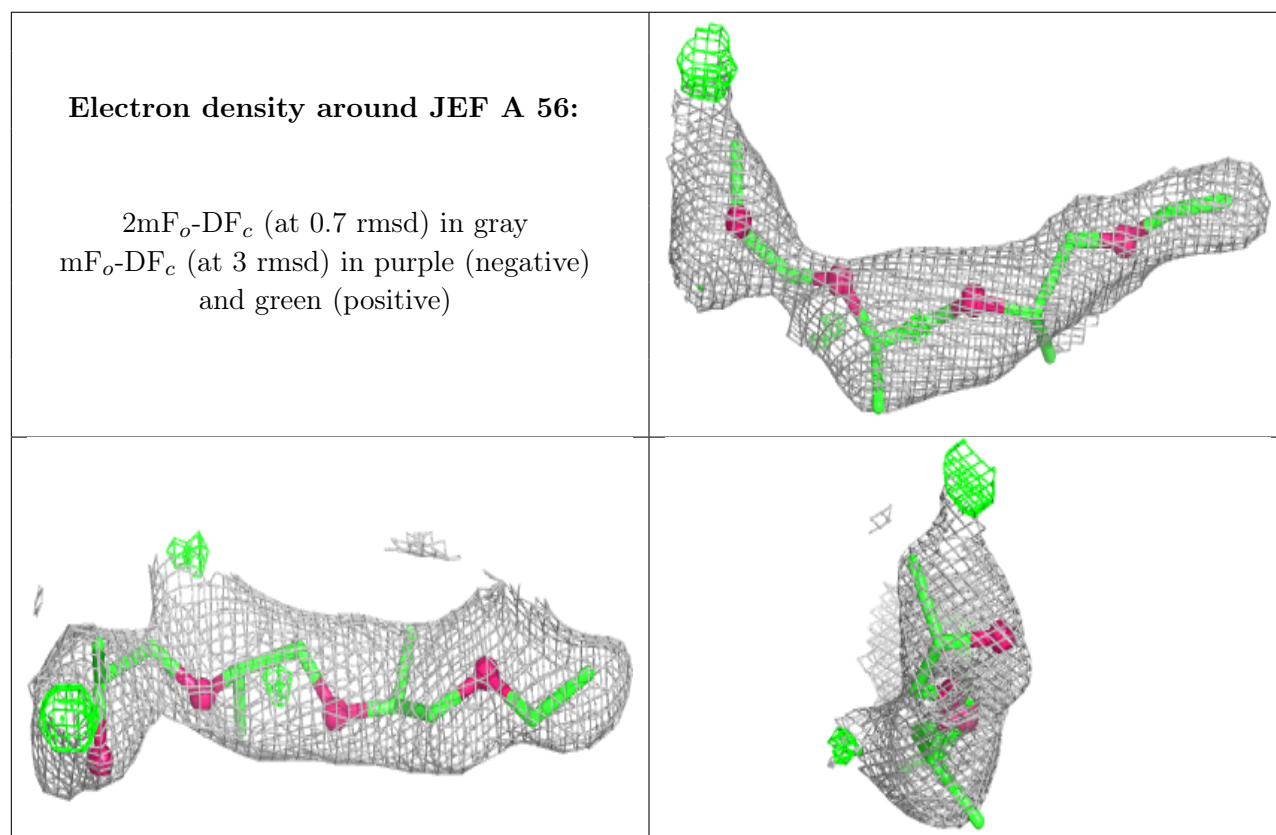 Electron density around JEF A 56:
2mFₒ-DF𝒸 (at 0.7 rmsd) in gray
mFₒ-DF𝒸 (at 3 rmsd) in purple (negative)
and green (positive)